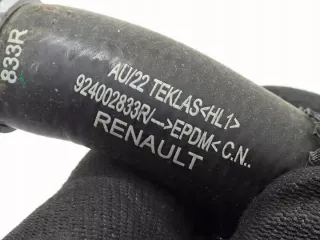 833R
AU/22 TEKLAS<HL1>
924002833R/-->EPDM< C.N..
RENAULT